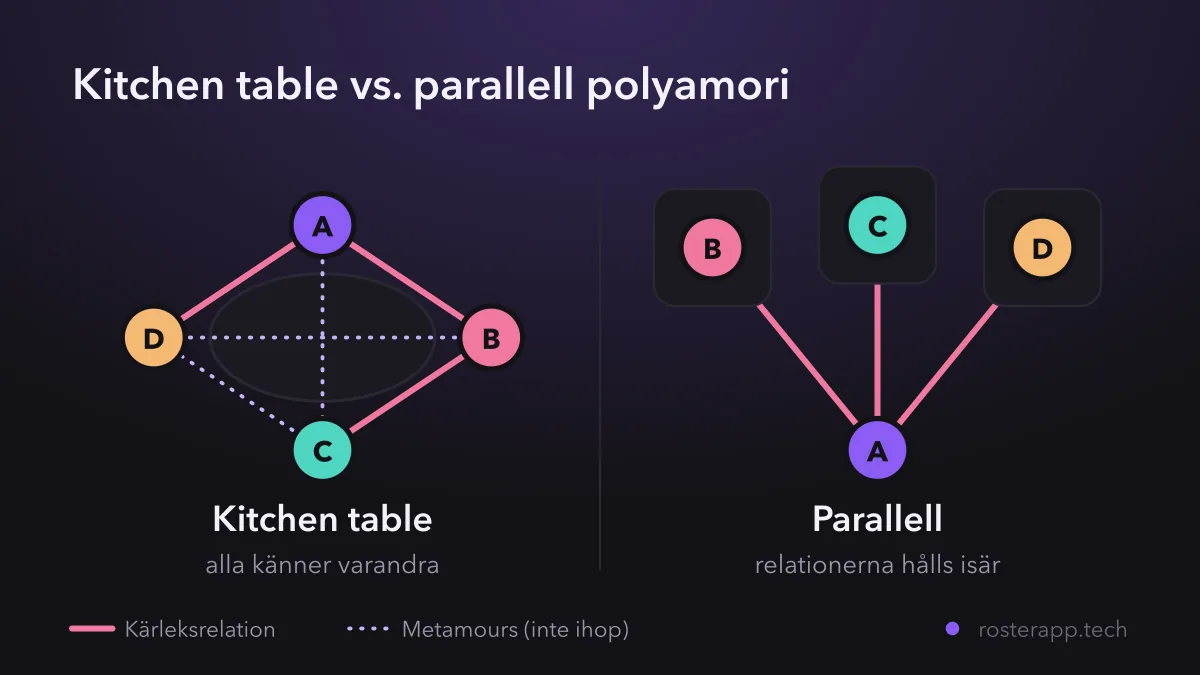 Kitchen table vs. parallell polyamori
A
D
B
C
Kitchen table
alla känner varandra
B
C
D
A
Parallell
relationerna hålls isär
Kärleksrelation
Metamours (inte ihop)
rosterapp.tech